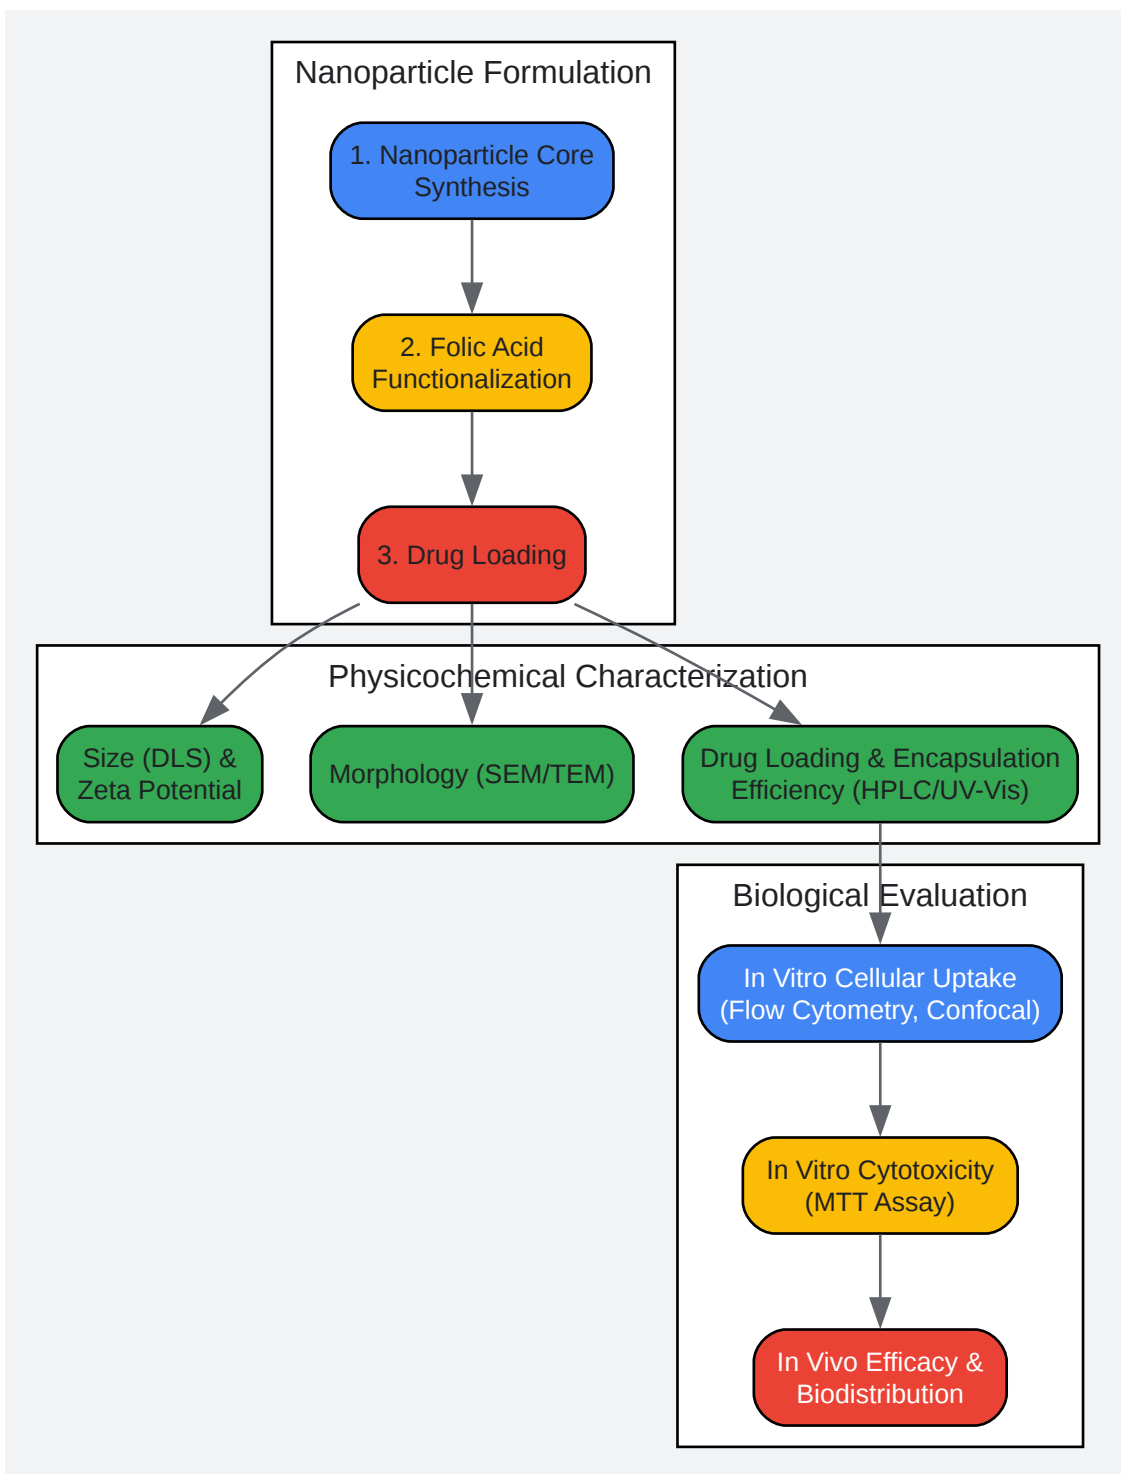 Nanoparticle Formulation
1. Nanoparticle Core
Synthesis
2. Folic Acid
Functionalization
3. Drug Loading
Physicochemical Characterization
Size (DLS) &
Zeta Potential
Morphology (SEM/TEM)
Drug Loading & Encapsulation
Efficiency (HPLC/UV-Vis)
Biological Evaluation
In Vitro Cellular Uptake
(Flow Cytometry, Confocal)
In Vitro Cytotoxicity
(MTT Assay)
In Vivo Efficacy &
Biodistribution